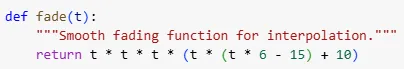 def fade(t):
    """Smooth fading function for interpolation."""
    return t * t * t * (t * (t * 6 - 15) + 10)